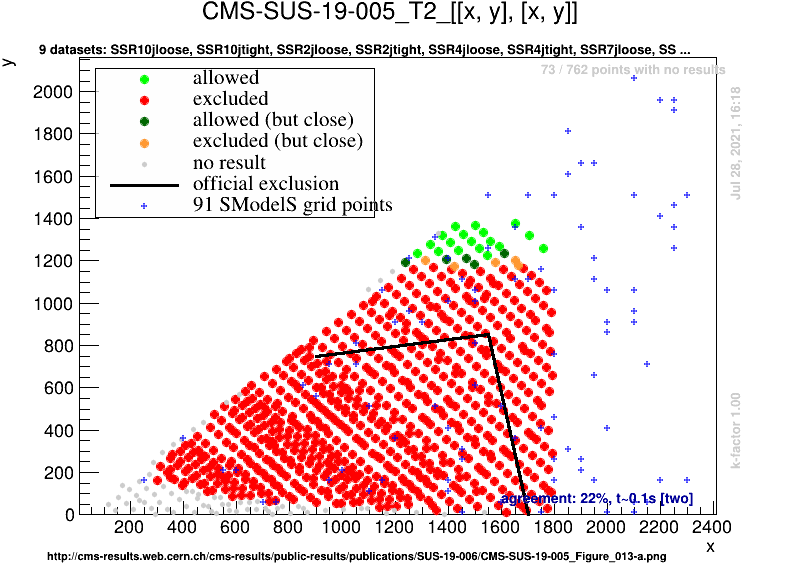 CMS-SUS-19-005_T2_[[x, y], [x, y]]
9 datasets: SSR10jloose, SSR10jtight, SSR2jloose, SSR2jtight, SSR4jloose, SSR4jtight, SSR7jloose, SS ...
y
73 / 762 points with no results
allowed
excluded
allowed (but close)
excluded (but close)
no result
official exclusion
91 SModelS grid points
Jul 28, 2021, 16:18
k-factor 1.00
2000
1800
1600
1400
1200
1000
800
600
400
200
0
agreement: 22%, t~0.1s [two]
200 400 600 800 1000 1200 1400 1600 1800 2000 2200 2400
x
http://cms-results.web.cern.ch/cms-results/public-results/publications/SUS-19-006/CMS-SUS-19-005_Figure_013-a.png